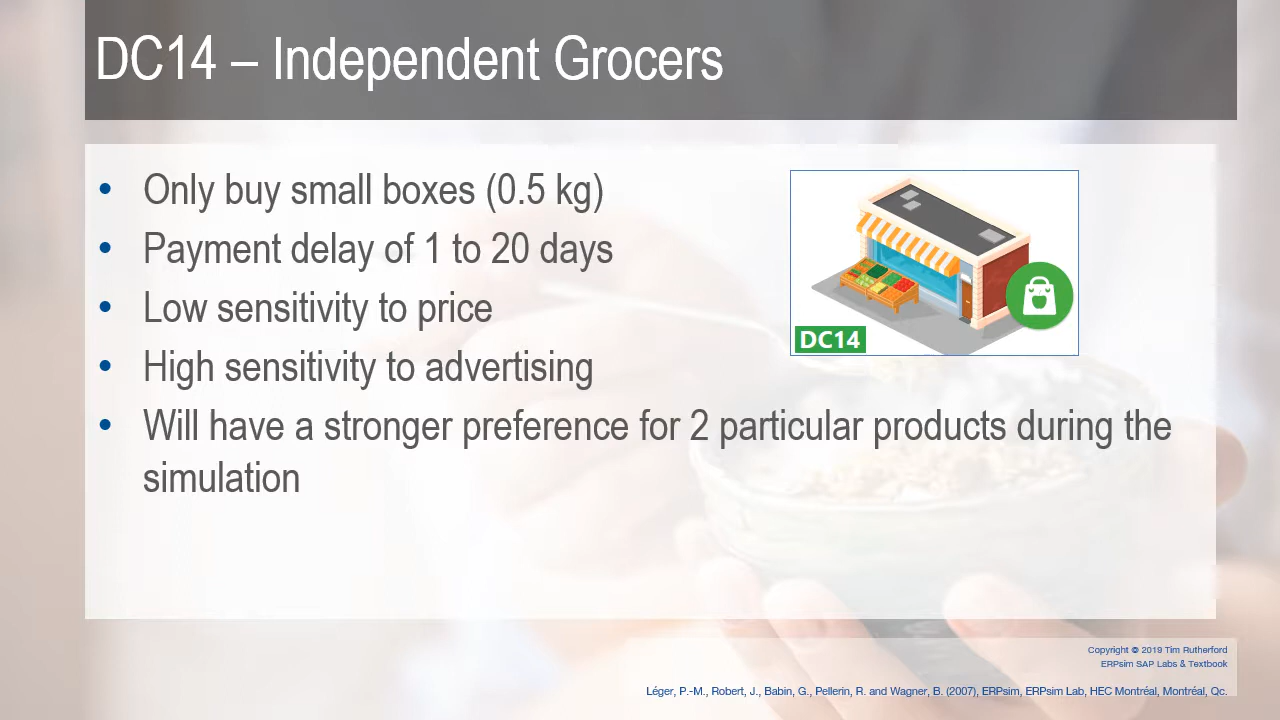 DC14 – Independent Grocers
• Only buy small boxes (0.5 kg)
• Payment delay of 1 to 20 days
• Low sensitivity to price
• High sensitivity to advertising
• Will have a stronger preference for 2 particular products during the
simulation
DC14
Copyright © 2019 Tim Rutherford
ERPsim SAP Labs & Textbook
Léger, P.-M., Robert, J., Babin, G., Pellerin, R. and Wagner, B. (2007), ERPsim, ERPsim Lab, HEC Montréal, Montréal, Qc.